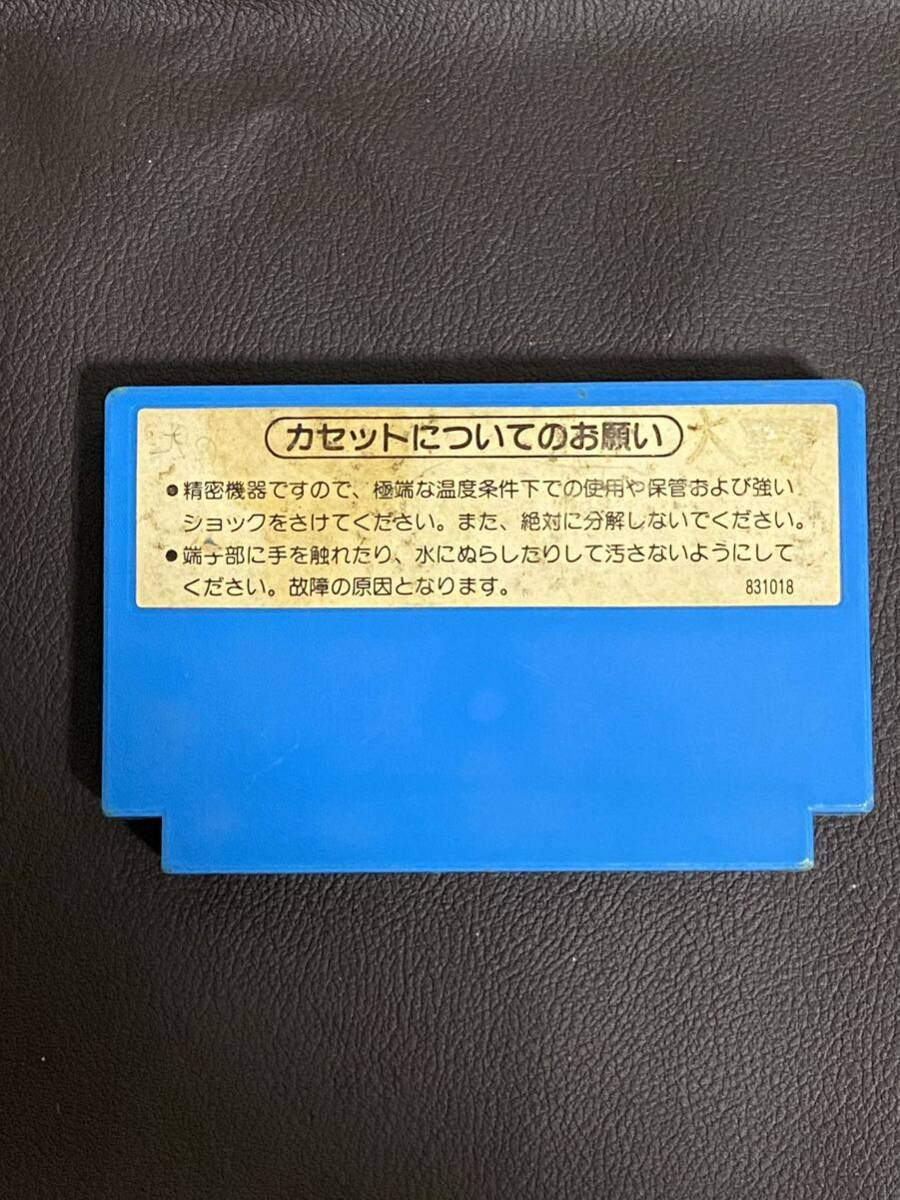 カセットについてのお願い
●精密機器ですので、極端な温度条件下での使用や保管および強い
ショックをさけてください。また、絶対に分解しないでください。
●端子部に手を触れたり、水にぬらしたりして汚さないようにして
ください。故障の原因となります。 831018